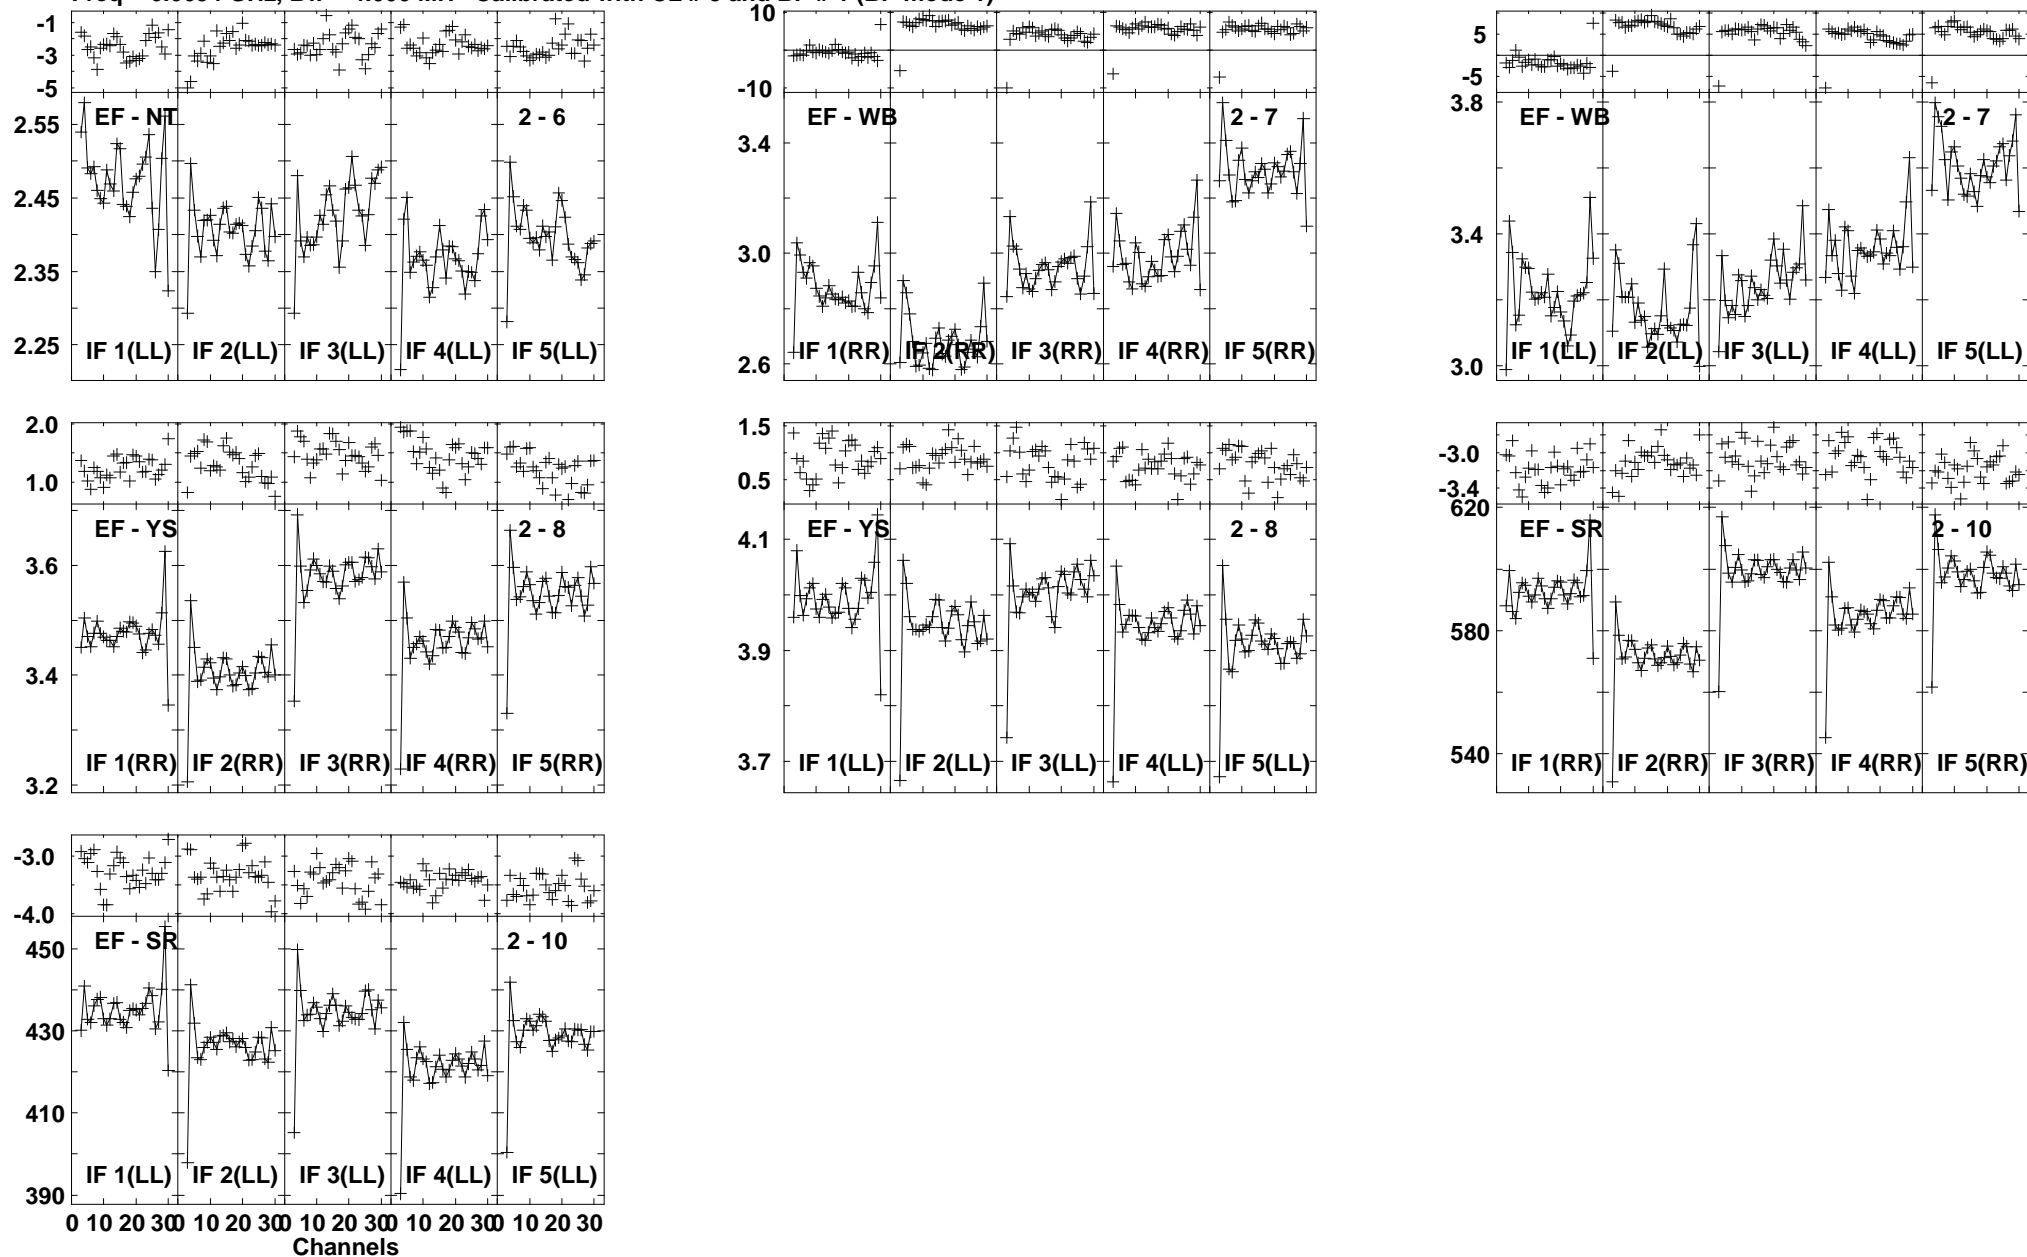 -1 10 5
-3 -5
-5 -10
EF - NT 2 - 6 EF - WB 2 - 7 EF - WB 2 - 7
2.55 3.4 3.8
2.45 3.0 3.4
2.35
2.25 2.6 3.0
IF 1(LL) IF 2(LL) IF 3(LL) IF 4(LL) IF 5(LL) IF 1(RR) IF 2(RR) IF 3(RR) IF 4(RR) IF 5(RR) IF 1(LL) IF 2(LL) IF 3(LL) IF 4(LL) IF 5(LL)
2.0 1.5 -3.0
1.0 0.5 -3.4
EF - YS 2 - 8 EF - YS 2 - 8 EF - SR 2 - 10
3.6 4.1 620
3.4 3.9 580
3.2 3.7 540
IF 1(RR) IF 2(RR) IF 3(RR) IF 4(RR) IF 5(RR) IF 1(LL) IF 2(LL) IF 3(LL) IF 4(LL) IF 5(LL) IF 1(RR) IF 2(RR) IF 3(RR) IF 4(RR) IF 5(RR)
-3.0
-4.0
EF - SR 2 - 10
450
430
410
390
IF 1(LL) IF 2(LL) IF 3(LL) IF 4(LL) IF 5(LL)
0 10 20 30 0 10 20 30 0 10 20 30 0 10 20 30 0 10 20 30
Channels